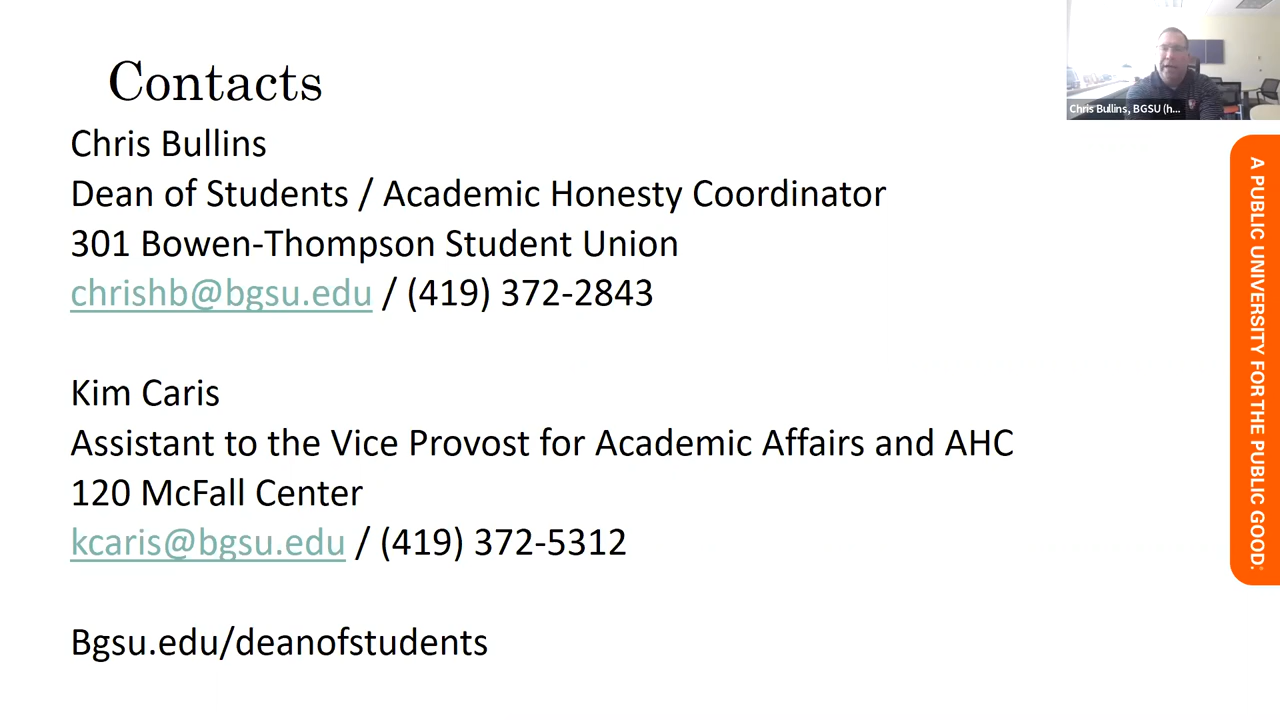 Contacts
Chris Bullins
Dean of Students / Academic Honesty Coordinator
301 Bowen-Thompson Student Union
chrishb@bgsu.edu / (419) 372-2843
Kim Caris
Assistant to the Vice Provost for Academic Affairs and AHC
120 McFall Center
kcaris@bgsu.edu / (419) 372-5312
Bgsu.edu/deanofstudents
Chris Bullins, BGSU (h...
A PUBLIC UNIVERSITY FOR THE PUBLIC GOOD.